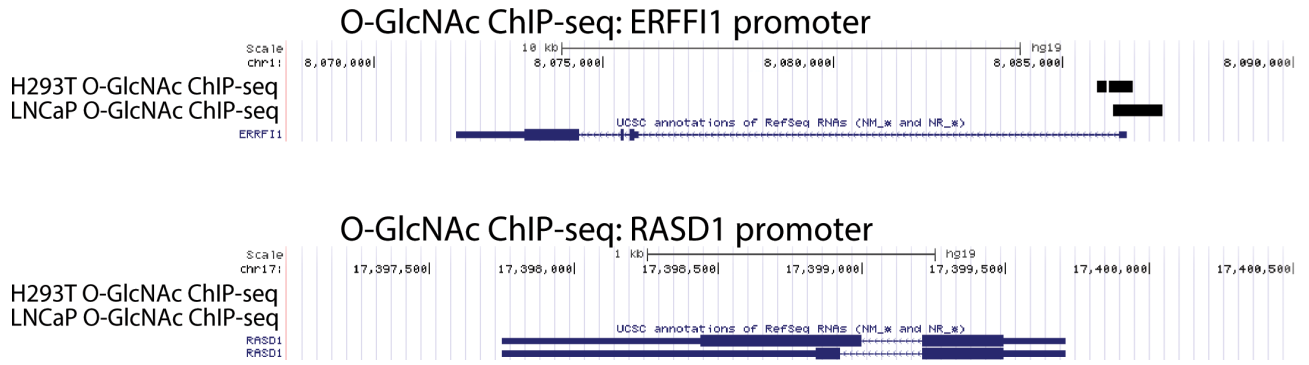 O-GlcNAc ChIP-seq: ERFFI1 promoter
Scale 10 kb hg19
chr1: 8,070,000 8,075,000 8,080,000 8,085,000 8,090,000
H293T O-GlcNAc ChIP-seq
LNCaP O-GlcNAc ChIP-seq
UCSC annotations of RefSeq RNAs (NM_* and NR_*)
ERRFI1
O-GlcNAc ChIP-seq: RASD1 promoter
Scale 1 kb hg19
chr17: 17,397,500 17,398,000 17,398,500 17,399,000 17,399,500 17,400,000 17,400,500
H293T O-GlcNAc ChIP-seq
LNCaP O-GlcNAc ChIP-seq
UCSC annotations of RefSeq RNAs (NM_* and NR_*)
RASD1
RASD1